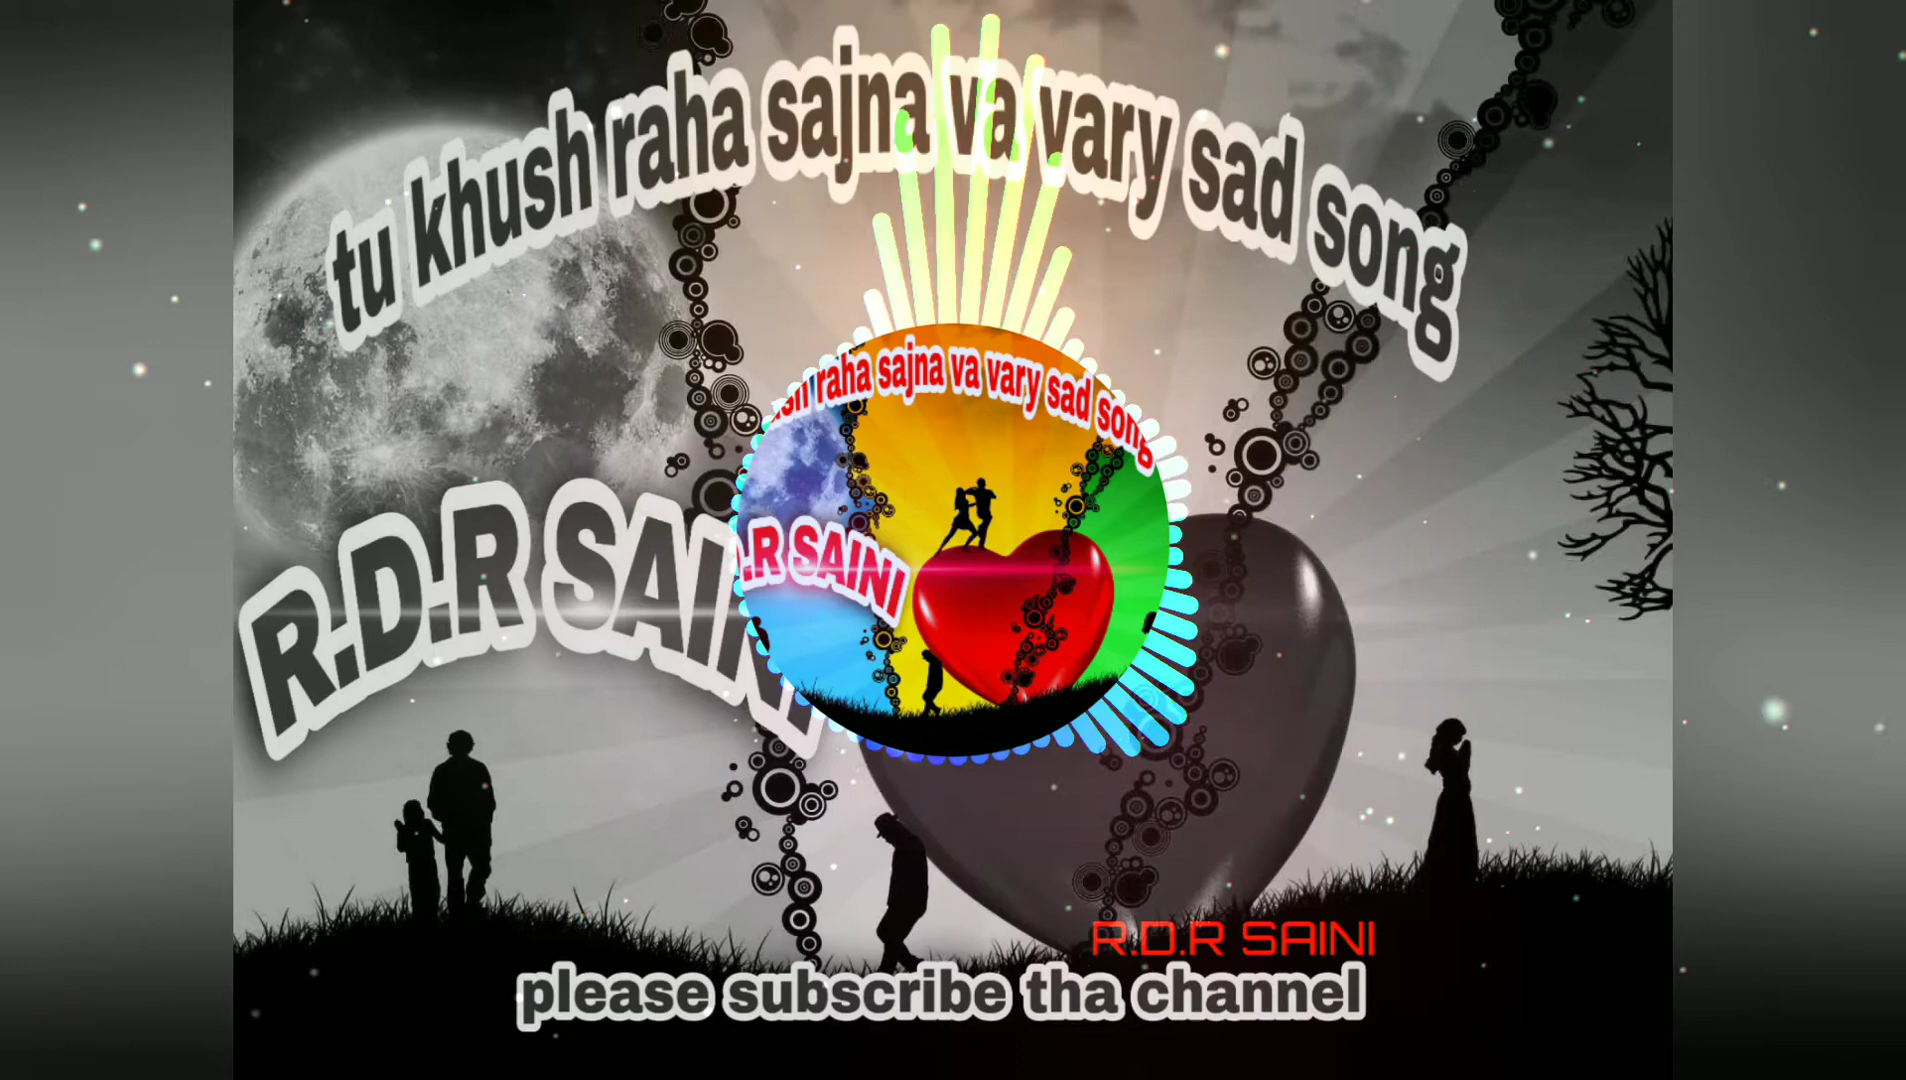 tu khush raha sajna va vary sad song
raha sajna va vary sad song
R.D.R SAINI
.R SAINI
R.D.R SAINI
please subscribe tha channel